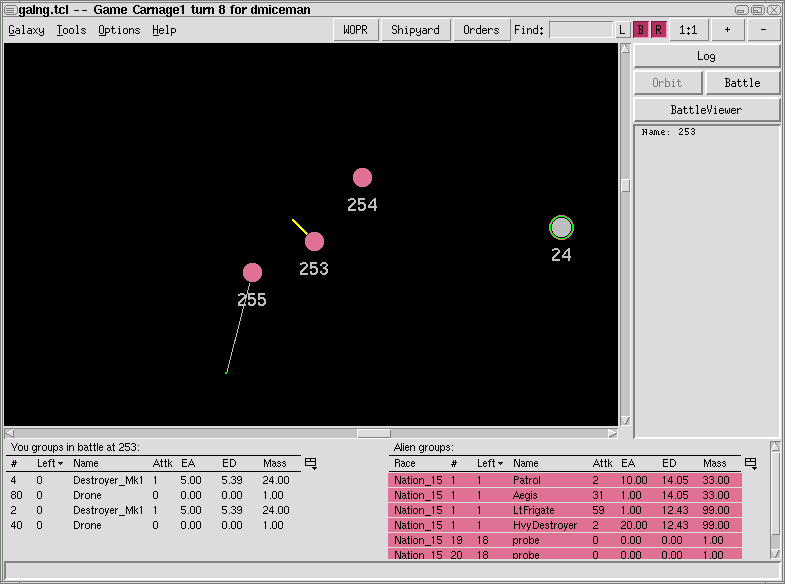 galng.tcl -- Game Carnage1 turn 8 for dmiceman
Galaxy Tools Options Help WOPR Shipyard Orders Find: L B R 1:1 + -
Log
Orbit Battle
BattleViewer
Name: 253
254
253
24
255
You groups in battle at 253:
# Left Name Attk EA ED Mass
4 0 Destroyer_Mk1 1 5.00 5.39 24.00
80 0 Drone 0 0.00 0.00 1.00
2 0 Destroyer_Mk1 1 5.00 5.39 24.00
40 0 Drone 0 0.00 0.00 1.00
Alien groups:
Race # Left Name Attk EA ED Mass
Nation_15 1 1 Patrol 2 10.00 14.05 33.00
Nation_15 1 1 Aegis 31 1.00 14.05 33.00
Nation_15 1 1 LtFrigate 59 1.00 12.43 99.00
Nation_15 1 1 HvyDestroyer 2 20.00 12.43 99.00
Nation_15 19 18 probe 0 0.00 0.00 1.00
Nation_15 20 18 probe 0 0.00 0.00 1.00